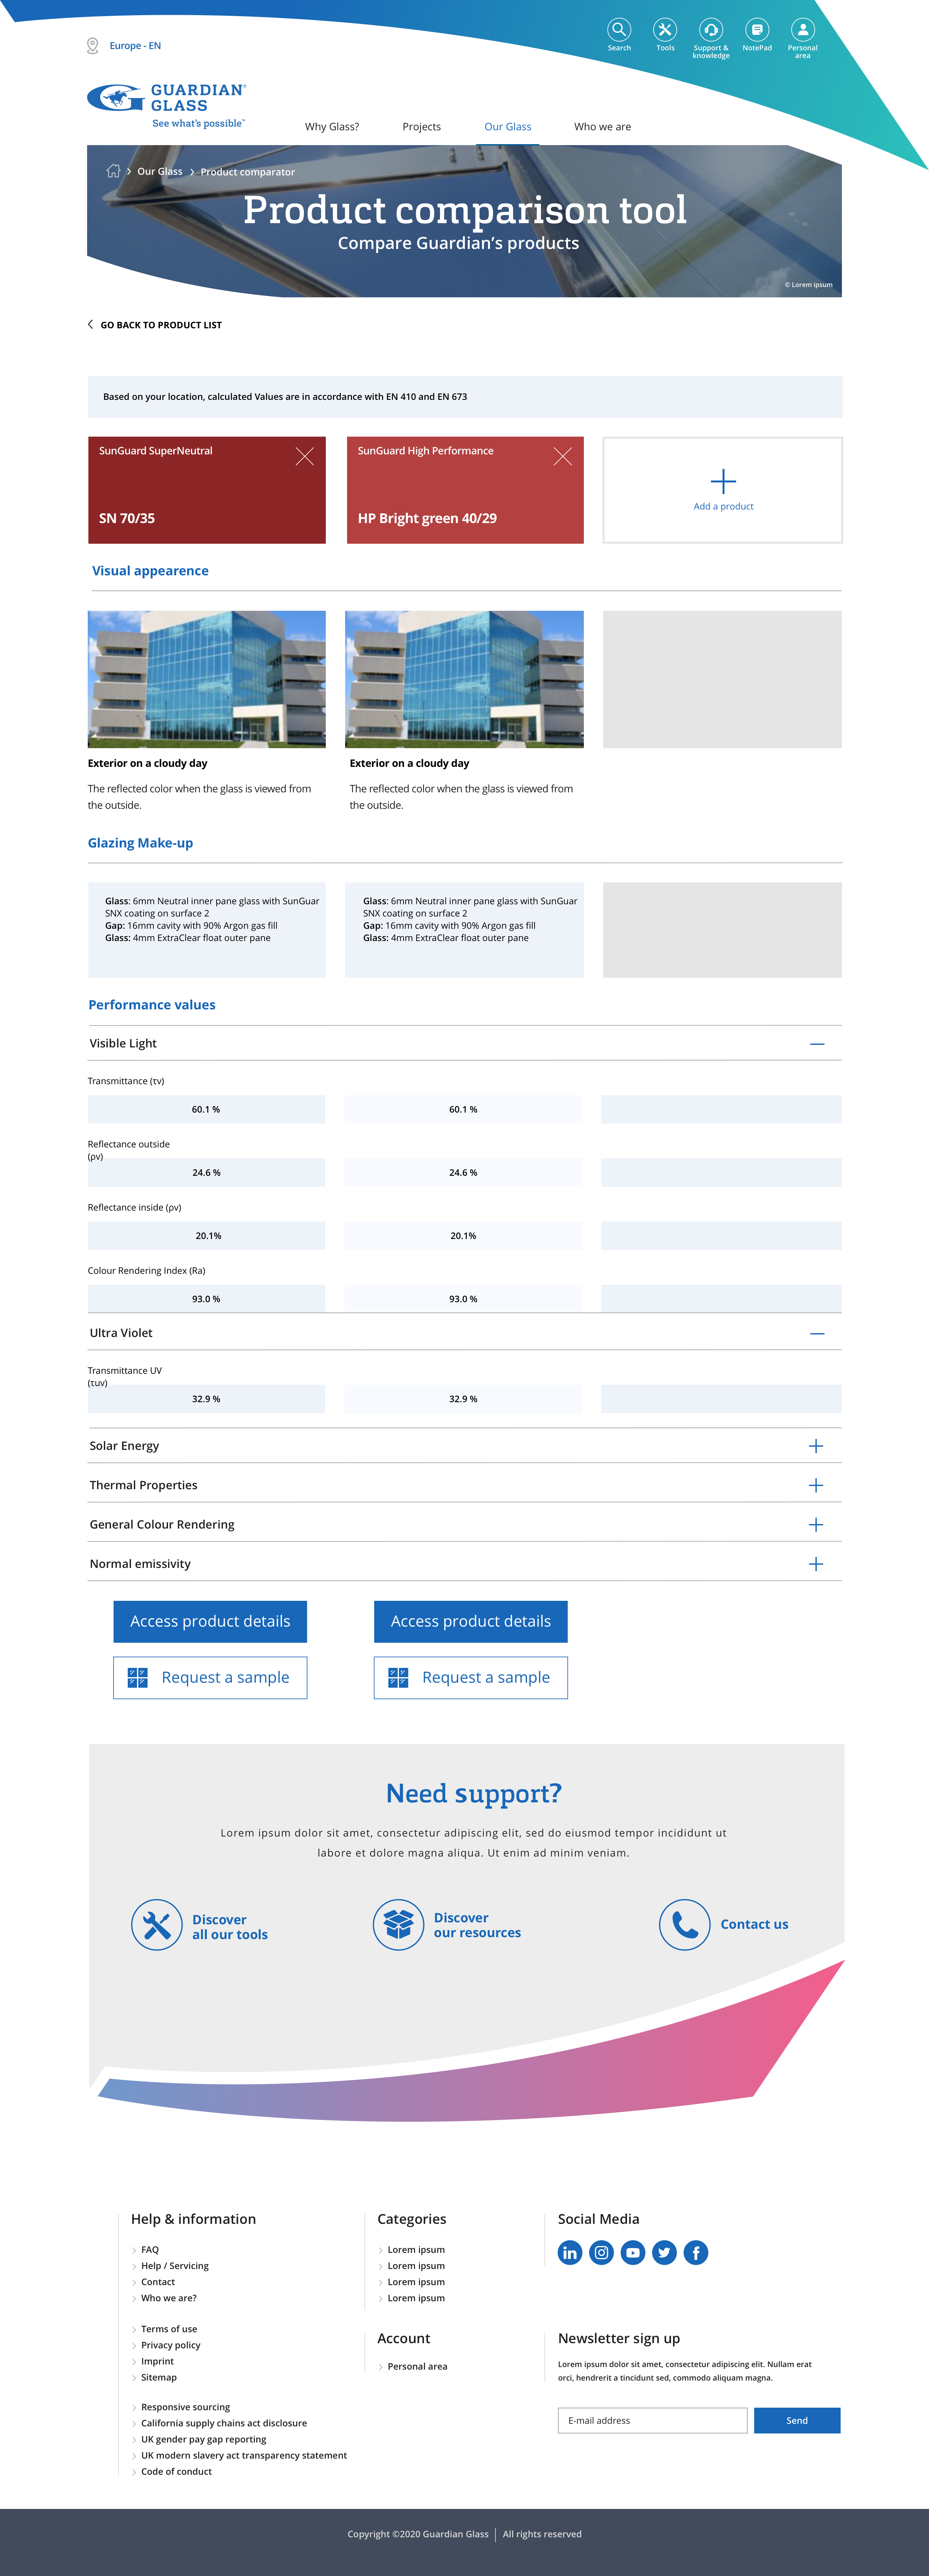 Europe - EN
Search
Tools
Support &
knowledge
NotePad
Personal
area
GUARDIAN®
GLASS
See what's possible™
Why Glass?
Projects
Our Glass
Who we are
Our Glass
Product comparator
Product comparison tool
Compare Guardian's products
© Lorem ipsum
GO BACK TO PRODUCT LIST
Based on your location, calculated Values are in accordance with EN 410 and EN 673
SunGuard SuperNeutral
SN 70/35
SunGuard High Performance
HP Bright green 40/29
Add a product
Visual appearence
Exterior on a cloudy day
The reflected color when the glass is viewed from
the outside.
Exterior on a cloudy day
The reflected color when the glass is viewed from
the outside.
Glazing Make-up
Glass: 6mm Neutral inner pane glass with SunGuar
SNX coating on surface 2
Gap: 16mm cavity with 90% Argon gas fill
Glass: 4mm ExtraClear float outer pane
Glass: 6mm Neutral inner pane glass with SunGuar
SNX coating on surface 2
Gap: 16mm cavity with 90% Argon gas fill
Glass: 4mm ExtraClear float outer pane
Performance values
Visible Light
Transmittance (τv)
60.1 %
60.1 %
Reflectance outside
(ρv)
24.6 %
24.6 %
Reflectance inside (ρv)
20.1%
20.1%
Colour Rendering Index (Ra)
93.0 %
93.0 %
Ultra Violet
Transmittance UV
(τuv)
32.9 %
32.9 %
Solar Energy
Thermal Properties
General Colour Rendering
Normal emissivity
Access product details
Access product details
Request a sample
Request a sample
Need support?
Lorem ipsum dolor sit amet, consectetur adipiscing elit, sed do eiusmod tempor incididunt ut
labore et dolore magna aliqua. Ut enim ad minim veniam.
Discover
all our tools
Discover
our resources
Contact us
Help & information
FAQ
Help / Servicing
Contact
Who we are?
Terms of use
Privacy policy
Imprint
Sitemap
Responsive sourcing
California supply chains act disclosure
UK gender pay gap reporting
UK modern slavery act transparency statement
Code of conduct
Categories
Lorem ipsum
Lorem ipsum
Lorem ipsum
Lorem ipsum
Account
Personal area
Social Media
Newsletter sign up
Lorem ipsum dolor sit amet, consectetur adipiscing elit. Nullam erat
orci, hendrerit a tincidunt sed, commodo aliquam magna.
E-mail address
Send
Copyright ©2020 Guardian Glass
All rights reserved